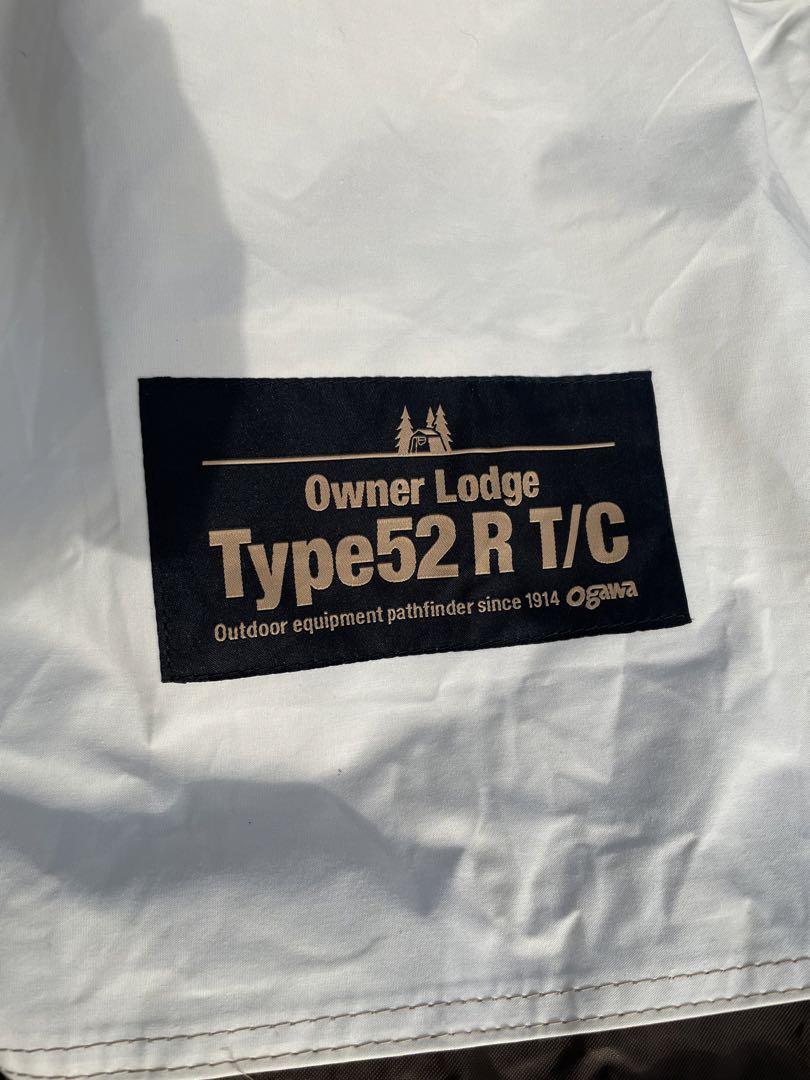 Owner Lodge
Type52 R T/C
Outdoor equipment pathfinder since 1914 Ogawa